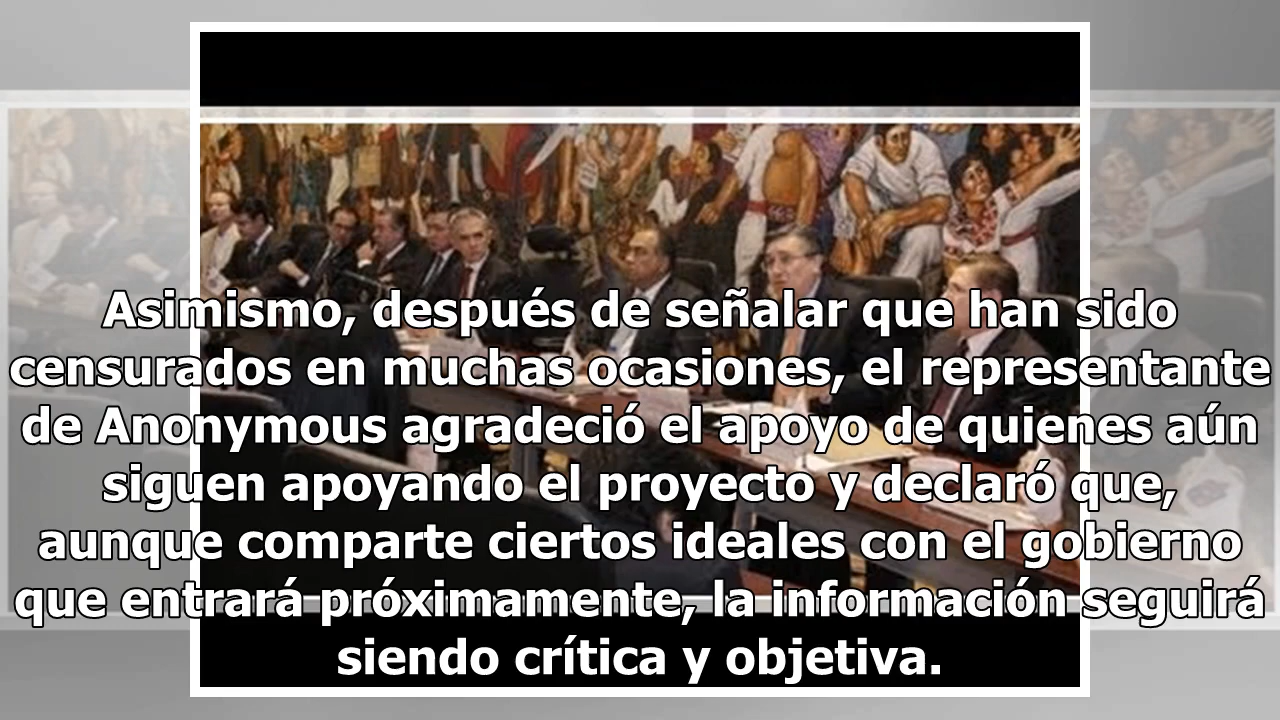 Asimismo, después de señalar que han sido
censurados en muchas ocasiones, el representante
de Anonymous agradeció el apoyo de quienes aún
siguen apoyando el proyecto y declaró que,
aunque comparte ciertos ideales con el gobierno
que entrará próximamente, la información seguirá
siendo crítica y objetiva.